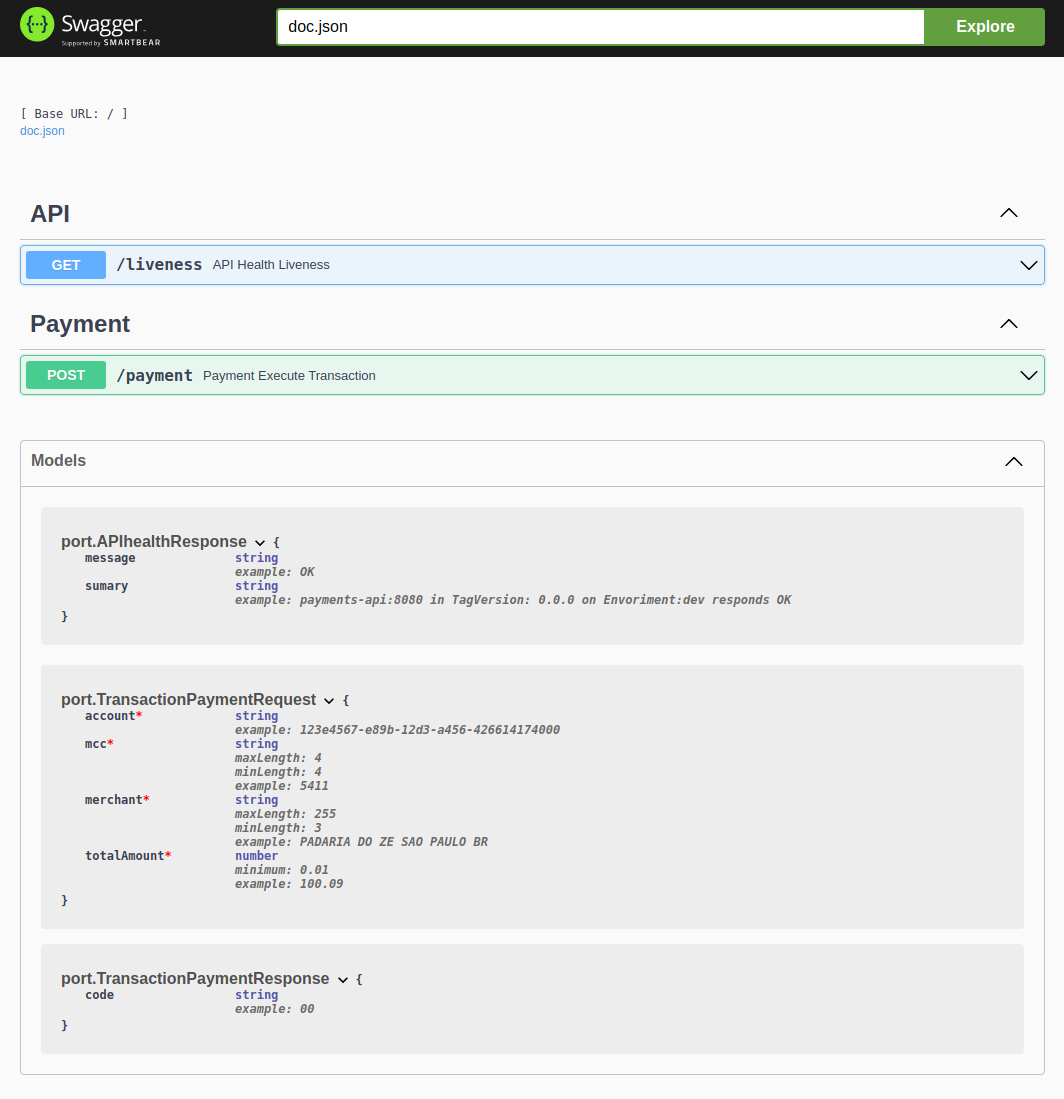 {···} Swagger.
Supported by SMARTBEAR
doc.json
Explore
[ Base URL: / ]
doc.json
API
GET /liveness API Health Liveness
Payment
POST /payment Payment Execute Transaction
Models
port.APIhealthResponse {
message string
example: OK
sumary string
example: payments-api:8080 in TagVersion: 0.0.0 on Envoriment:dev responds OK
}
port.TransactionPaymentRequest {
account* string
example: 123e4567-e89b-12d3-a456-426614174000
mcc* string
maxLength: 4
minLength: 4
example: 5411
merchant* string
maxLength: 255
minLength: 3
example: PADARIA DO ZE SAO PAULO BR
totalAmount* number
minimum: 0.01
example: 100.09
}
port.TransactionPaymentResponse {
code string
example: 00
}